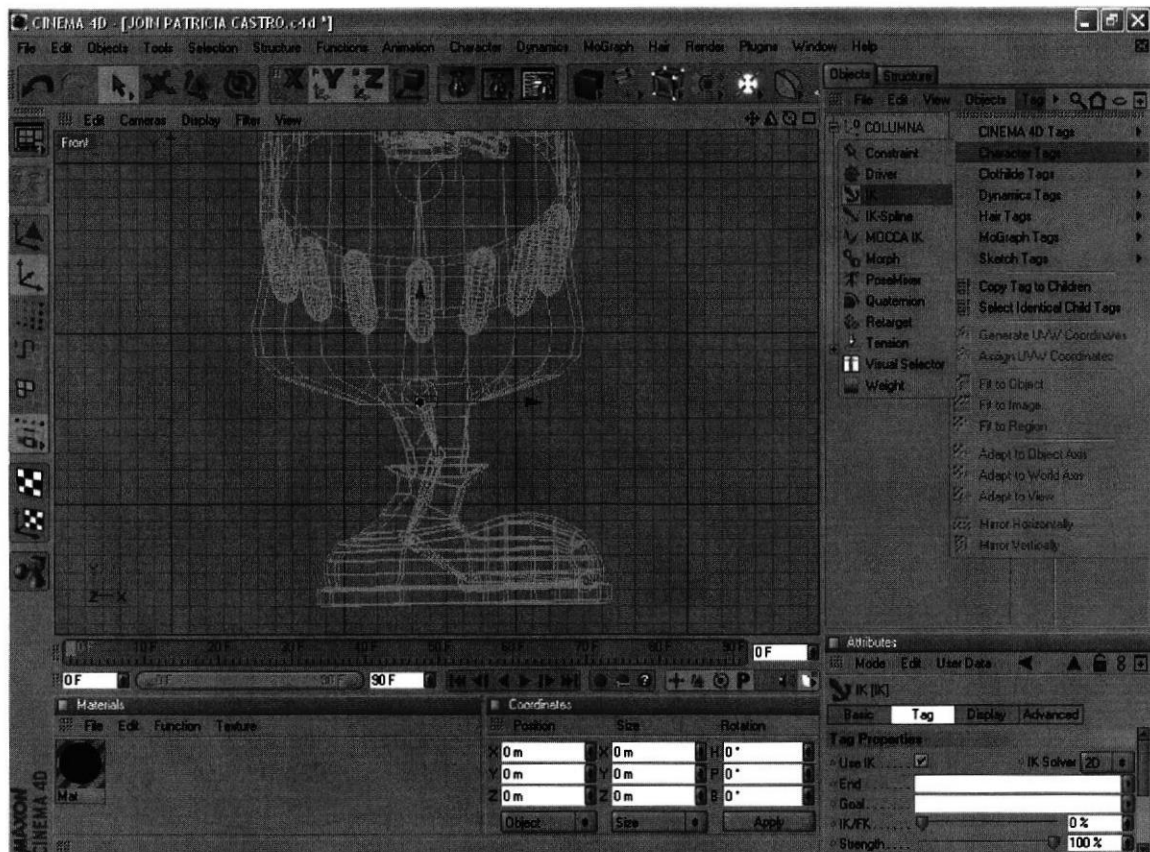 CINEMA 4D - [JOIN PATRICIA CASTRO.c4d *]
File Edit Objects Tools Selection Structure Functions Animation Character Dynamics MoGraph Hair Render Plugins Window Help
Objects Structure
File Edit View Objects Tag
Edit Cameras Display Filter View
Front
COLUMNA
Constraint
Driver
IK
IK-Spline
MOCCA IK
Morph
PoseMixer
Quaternion
Retarget
Tension
Visual Selector
Weight
CINEMA 4D Tags
Character Tags
Clothilde Tags
Dynamics Tags
Hair Tags
MoGraph Tags
Sketch Tags
Copy Tag to Children
Select Identical Child Tags
Generate UVW Coordinates
Assign UVW Coordinates
Fit to Object
Fit to Image
Fit to Region
Adapt to Object Axis
Adapt to World Axis
Adapt to View
Mirror Horizontally
Mirror Vertically
Y
Z X
0F 10F 20F 30F 40F 50F 60F 70F 80F 90F 0 F
0 F 0 F 90 F 90 F
Materials
File Edit Function Texture
Mat
Coordinates
Position Size Rotation
X 0 m X 0 m H 0 °
Y 0 m Y 0 m P 0 °
Z 0 m Z 0 m B 0 °
Object Size Apply
Attributes
Mode Edit User Data
IK [IK]
Basic Tag Display Advanced
Tag Properties
Use IK IK Solver 2D
End
Goal
IK/FK 0 %
Strength 100 %
MAXON
CINEMA 4D